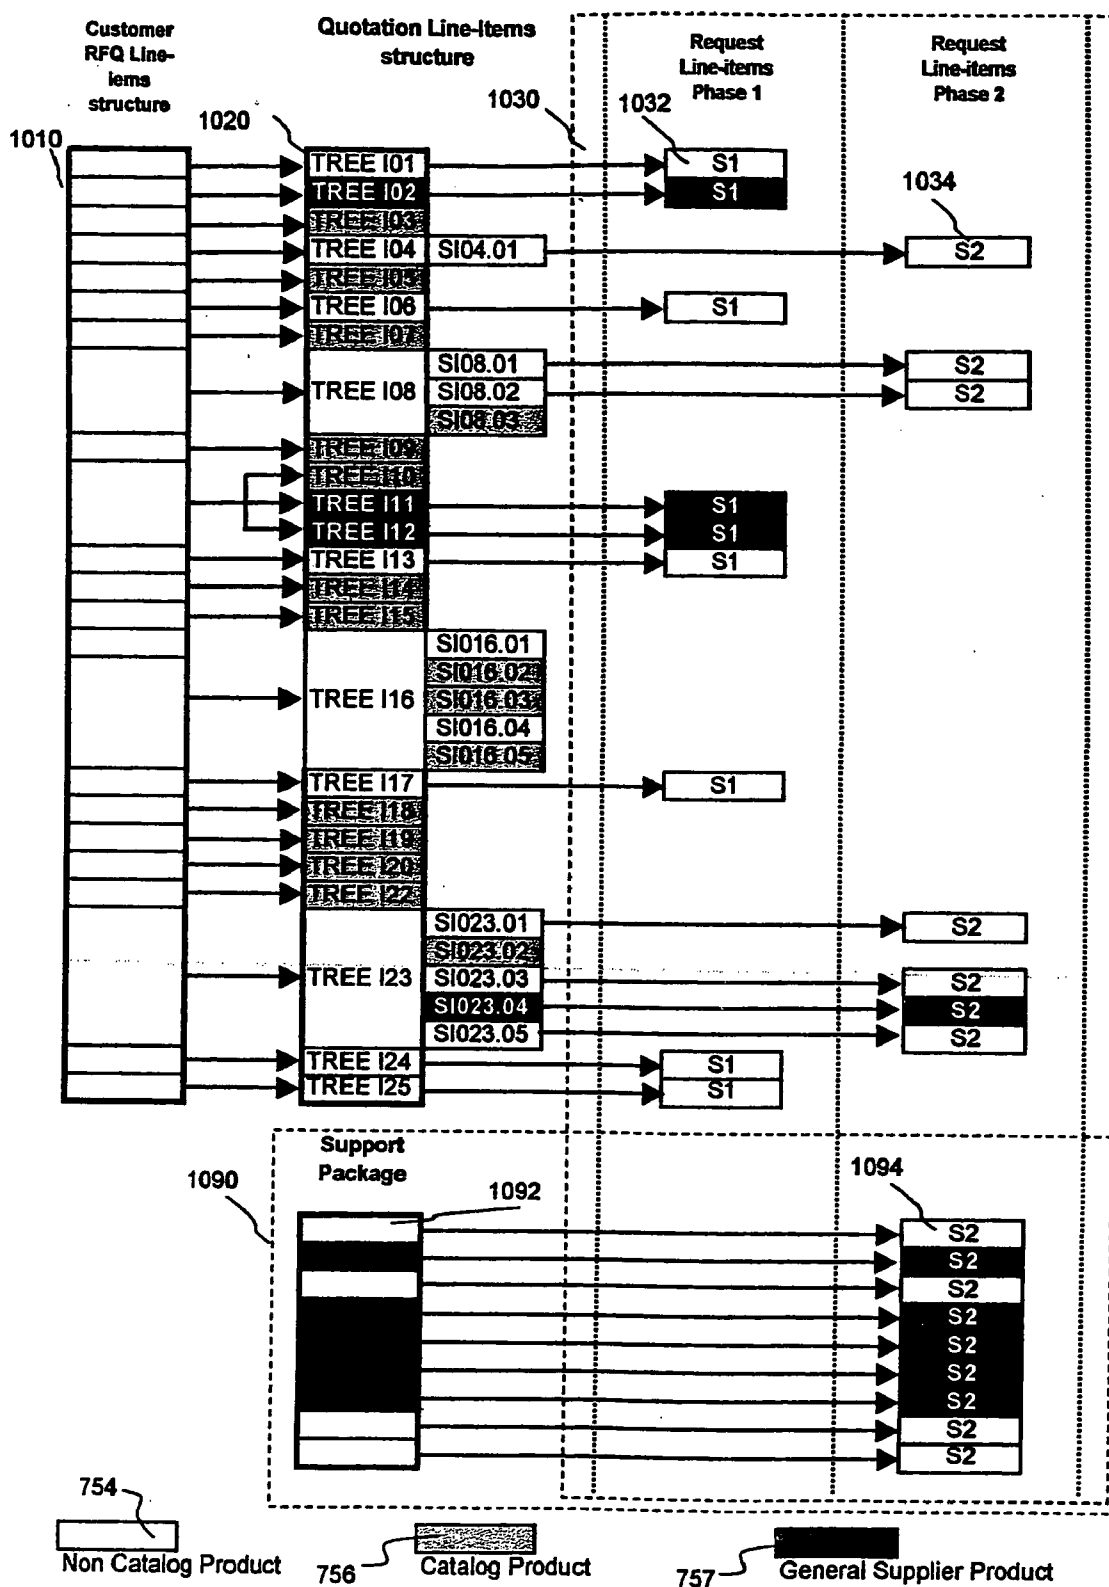 Customer
RFQ Line-
iems
structure
Quotation Line-Items
structure
Request
Line-items
Phase 1
Request
Line-items
Phase 2
1010
1020
1030
1032
1034
TREE I01
S1
TREE I02
S1
TREE I03
TREE I04
SI04.01
S2
TREE I05
TREE I06
S1
TREE I07
TREE I08
SI08.01
S2
SI08.02
S2
SI08.03
TREE I09
TREE I10
TREE I11
S1
TREE I12
S1
TREE I13
S1
TREE I14
TREE I15
TREE I16
SI016.01
SI016.02
SI016.03
SI016.04
SI016.05
TREE I17
S1
TREE I18
TREE I19
TREE I20
TREE I22
TREE I23
SI023.01
S2
SI023.02
SI023.03
S2
SI023.04
S2
SI023.05
S2
TREE I24
S1
TREE I25
S1
Support
Package
1090
1092
1094
S2
S2
S2
S2
S2
S2
S2
S2
S2
754
Non Catalog Product
756
Catalog Product
757
General Supplier Product